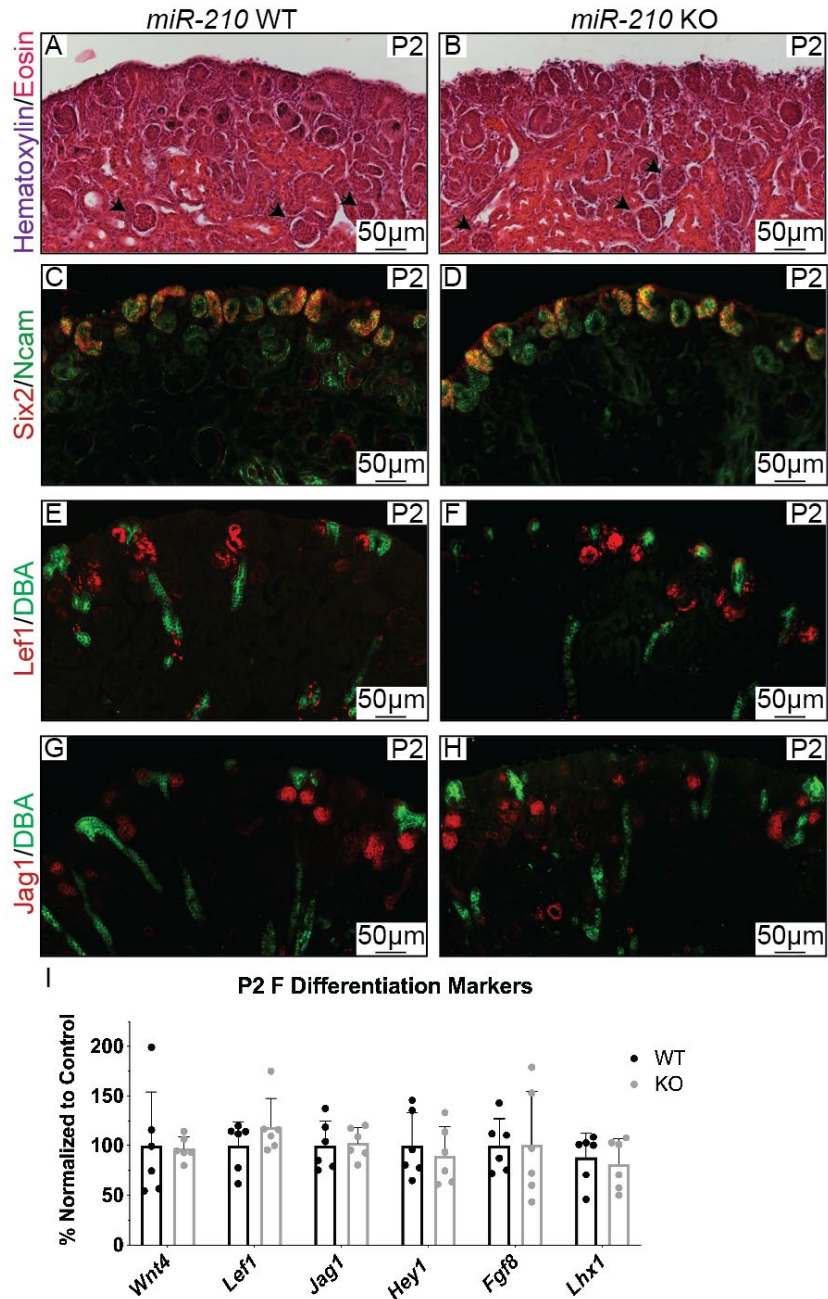 miR-210 WT
miR-210 KO
Hematoxylin/Eosin
A
P2
50µm
B
P2
50µm
Six2/Ncam
C
P2
50µm
D
P2
50µm
Lef1/DBA
E
P2
50µm
F
P2
50µm
Jag1/DBA
G
P2
50µm
H
P2
50µm
I
P2 F Differentiation Markers
% Normalized to Control
200
150
100
50
0
WT
KO
Wnt4
Lef1
Jag1
Hey1
Fgf8
Lhx1